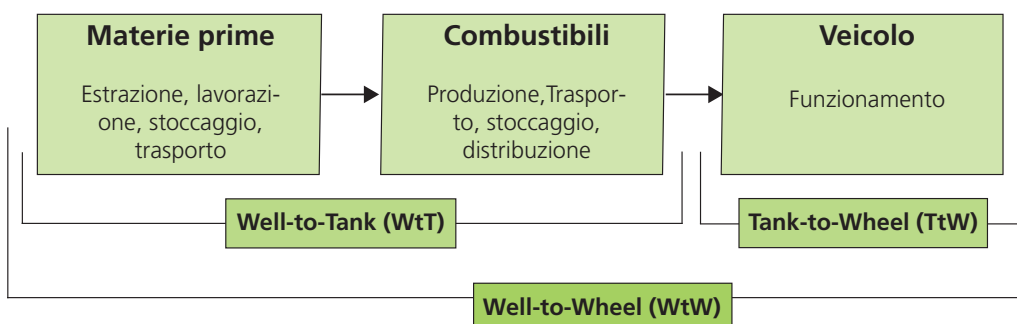 Materie prime
Estrazione, lavorazi-
one, stoccaggio,
trasporto
Combustibili
Produzione,Traspor-
to, stoccaggio,
distribuzione
Veicolo
Funzionamento
Well-to-Tank (WtT)
Tank-to-Wheel (TtW)
Well-to-Wheel (WtW)